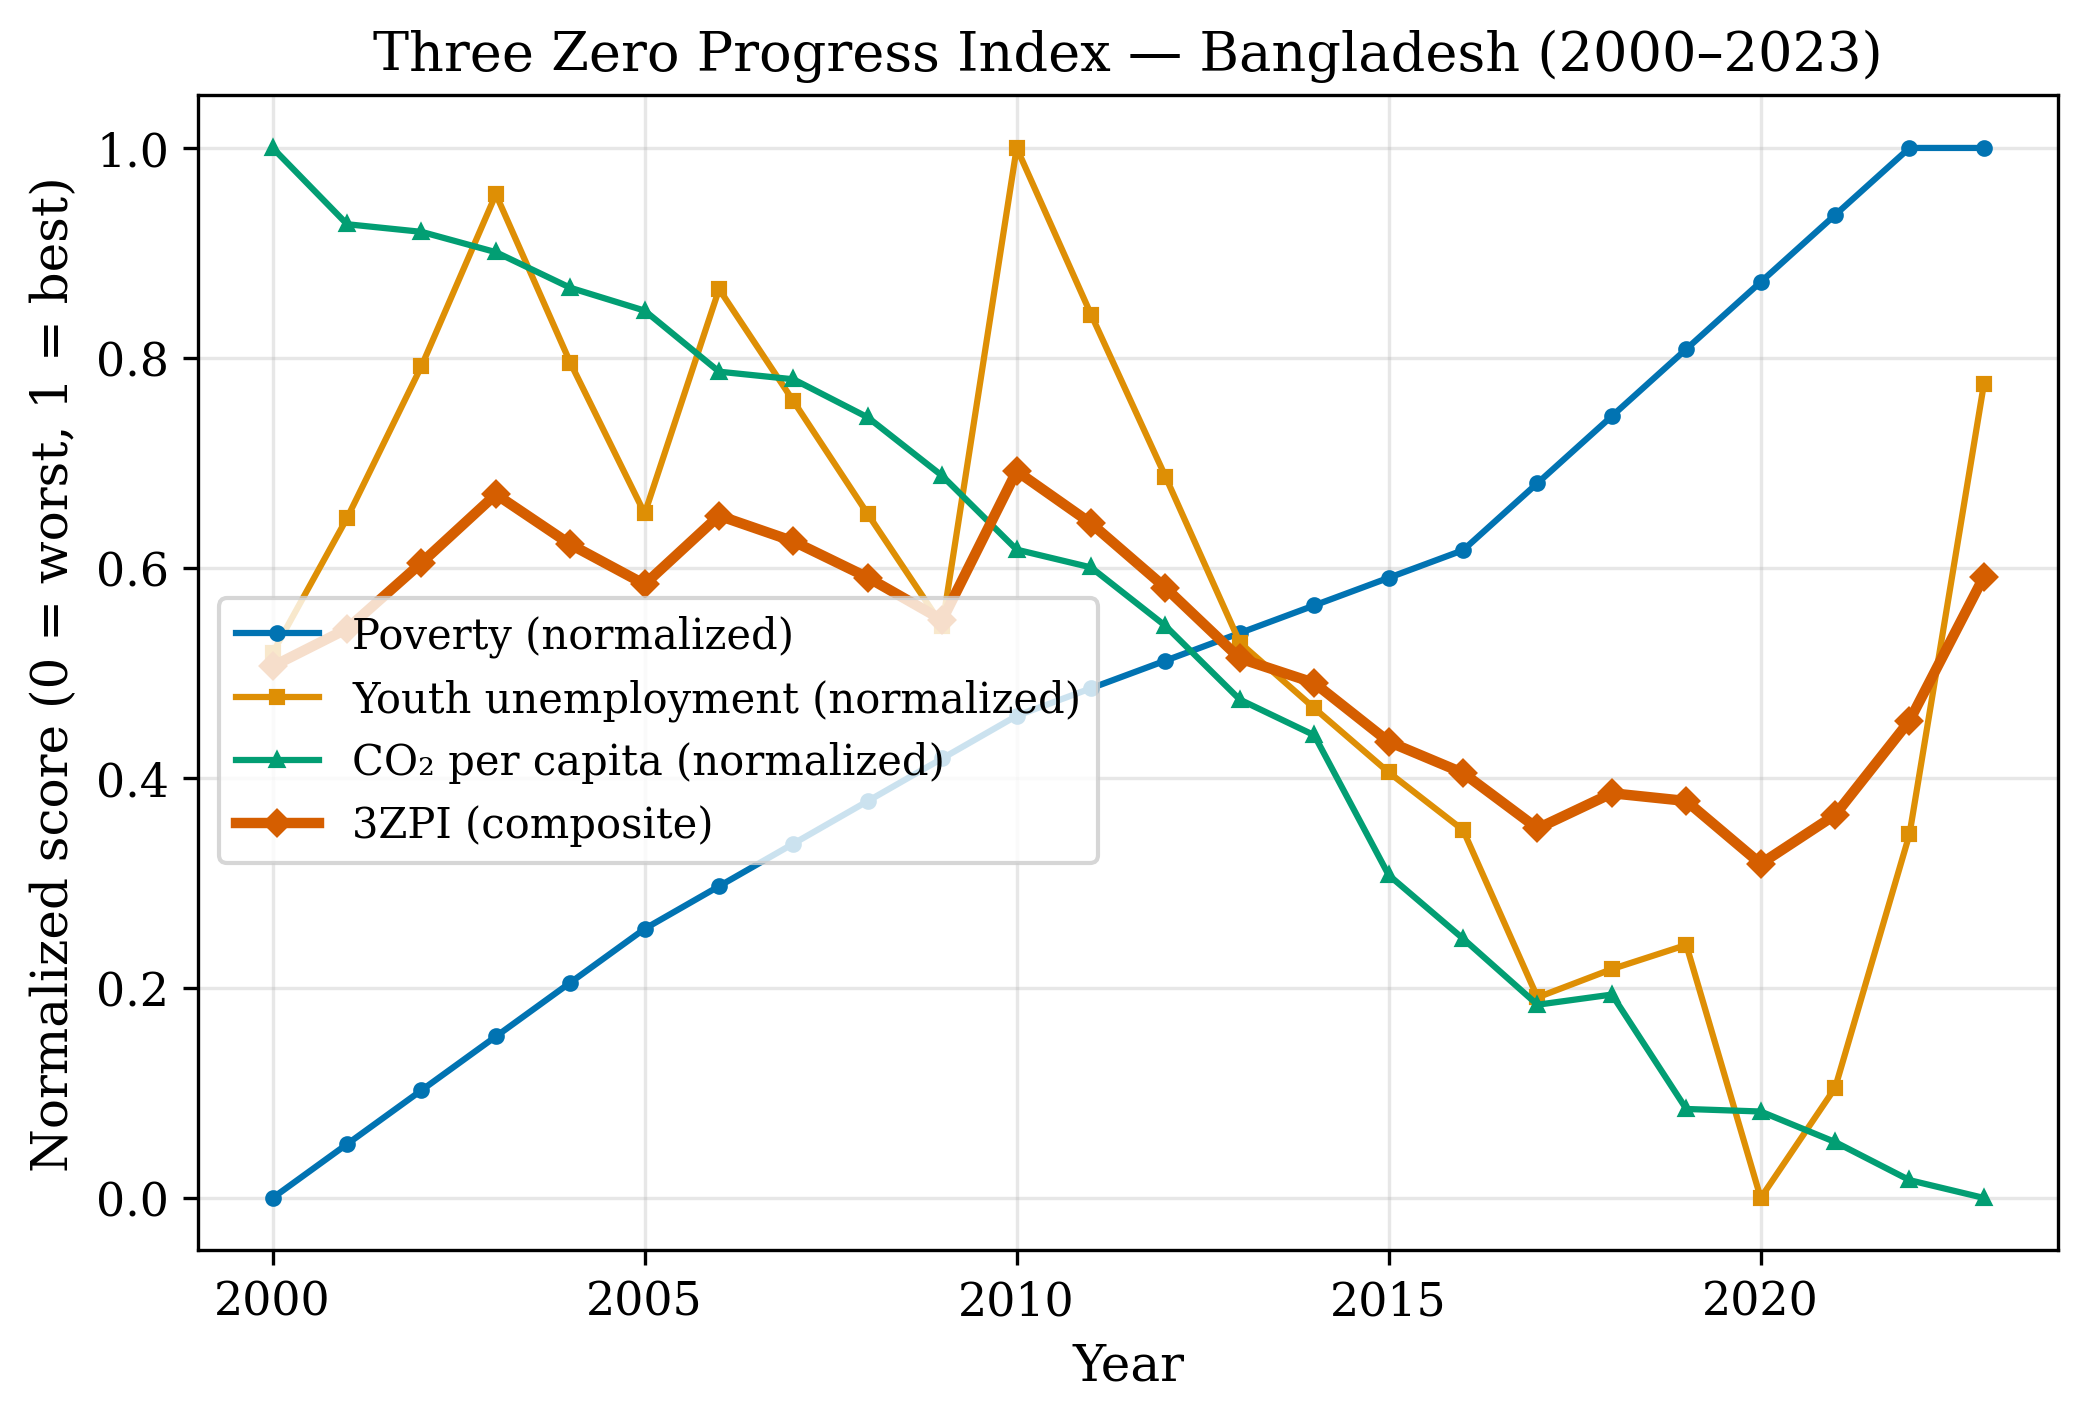 Three Zero Progress Index — Bangladesh (2000–2023)
Normalized score (0 = worst, 1 = best)
1.0
0.8
0.6
0.4
0.2
0.0
Poverty (normalized)
Youth unemployment (normalized)
CO₂ per capita (normalized)
3ZPI (composite)
2000 2005 2010 2015 2020
Year